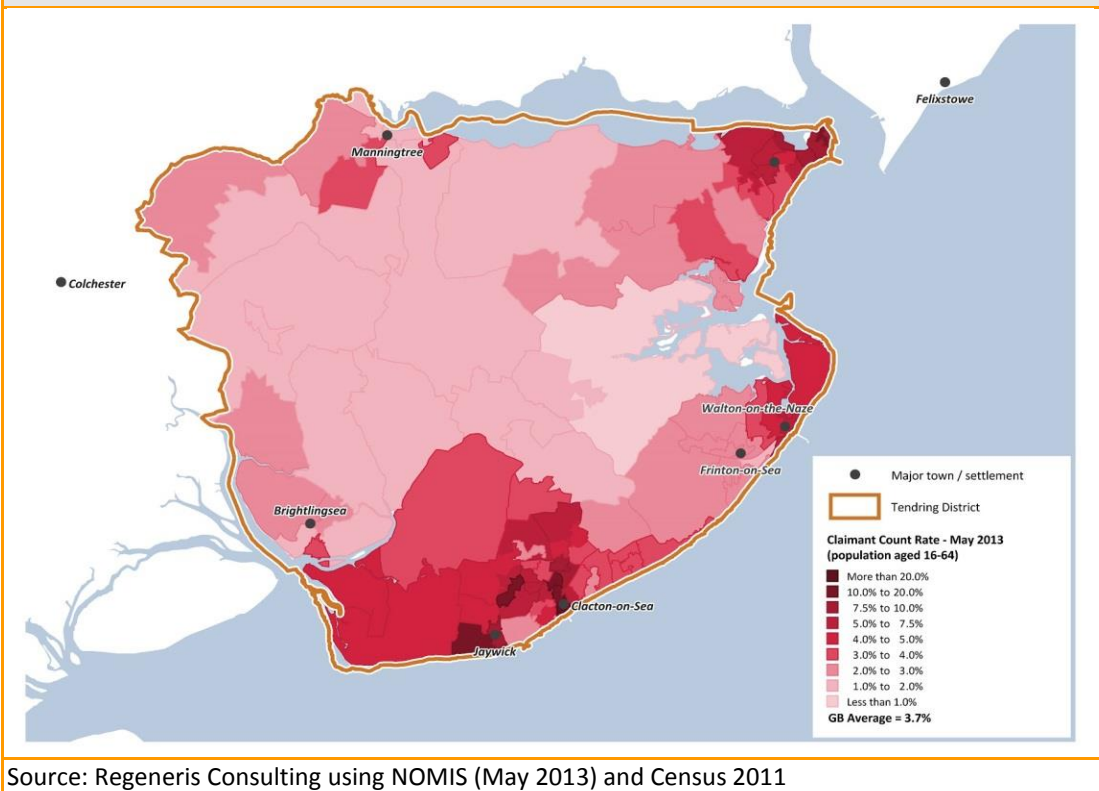 Felixstowe
Manningtree
Colchester
Walton-on-the-Naze
Frinton-on-Sea
Brightlingsea
Clacton-on-Sea
Jaywick
Major town / settlement
Tendring District
Claimant Count Rate - May 2013
(population aged 16-64)
More than 20.0%
10.0% to 20.0%
7.5% to 10.0%
5.0% to 7.5%
4.0% to 5.0%
3.0% to 4.0%
2.0% to 3.0%
1.0% to 2.0%
Less than 1.0%
GB Average = 3.7%
Source: Regeneris Consulting using NOMIS (May 2013) and Census 2011